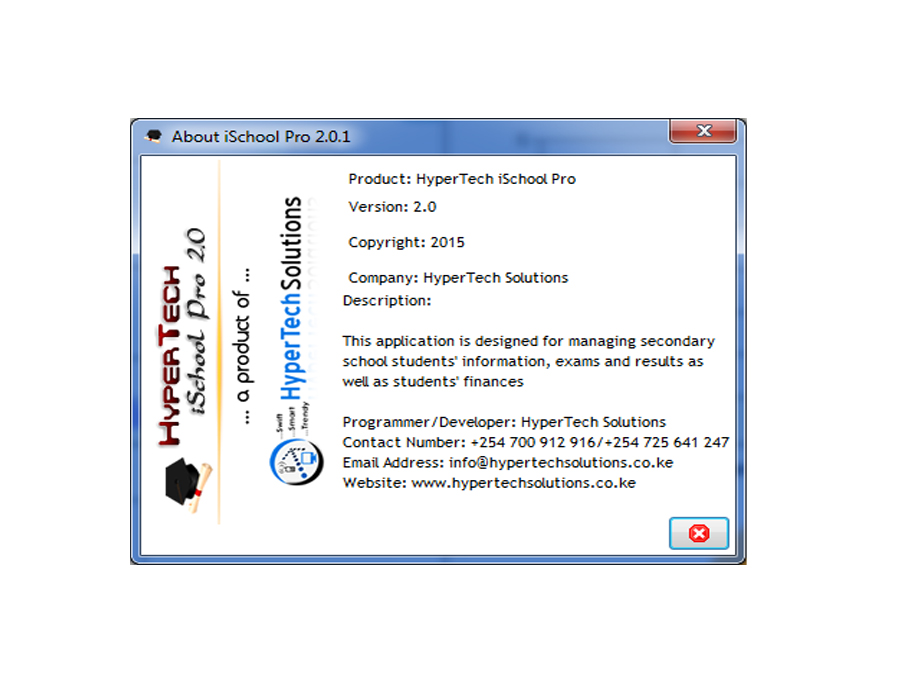 About iSchool Pro 2.0.1
HYPERTECH
iSchool Pro 2.0
... a product of ...
HyperTech Solutions
...Swift
...Smart
...Trendy
Product: HyperTech iSchool Pro
Version: 2.0
Copyright: 2015
Company: HyperTech Solutions
Description:
This application is designed for managing secondary
school students' information, exams and results as
well as students' finances
Programmer/Developer: HyperTech Solutions
Contact Number: +254 700 912 916/+254 725 641 247
Email Address: info@hypertechsolutions.co.ke
Website: www.hypertechsolutions.co.ke